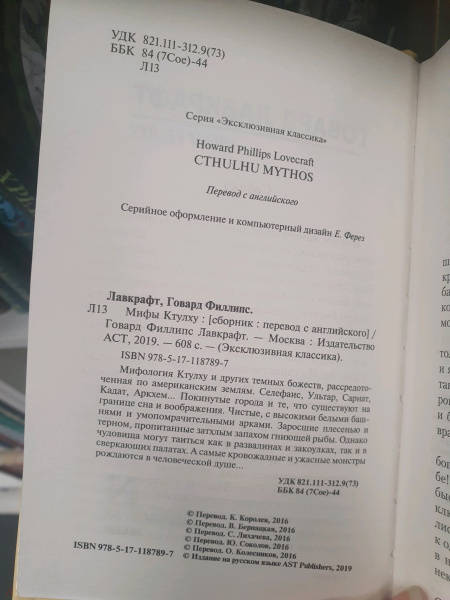 УДК 821.111-312.9(73)
ББК 84 (7Сое)-44
Л13
Серия «Эксклюзивная классика»
Howard Phillips Lovecraft
CTHULHU MYTHOS
Перевод с английского
Серийное оформление и компьютерный дизайн Е. Ферез
Лавкрафт, Говард Филлипс.
Л13 Мифы Ктулху : [сборник : перевод с английского] /
Говард Филлипс Лавкрафт. — Москва : Издательство
АСТ, 2019. — 608 с. — (Эксклюзивная классика).
ISBN 978-5-17-118789-7
Мифология Ктулху и других темных божеств, рассредото-
ченная по американским землям. Селефаис, Ультар, Сарнат,
Кадат, Аркхем... Покинутые города и те, что существуют на
границе сна и воображения. Чистые, с высокими белыми баш-
нями и умопомрачительными арками. Заросшие плесенью и
терном, пропитанные затхлым запахом гниющей рыбы. Однако
чудовища могут таиться как в развалинах и закоулках, так и в
сверкающих палатах. А самые кровожадные и ужасные монстры
рождаются в человеческой душе...
УДК 821.111-312.9(73)
ББК 84 (7Сое)-44
© Перевод. К. Королев, 2016
© Перевод. В. Бернацкая, 2016
© Перевод. С. Лихачева, 2016
© Перевод. Ю. Соколов, 2016
© Перевод. О. Колесников, 2016
© Издание на русском языке AST Publishers, 2019
ISBN 978-5-17-118789-7